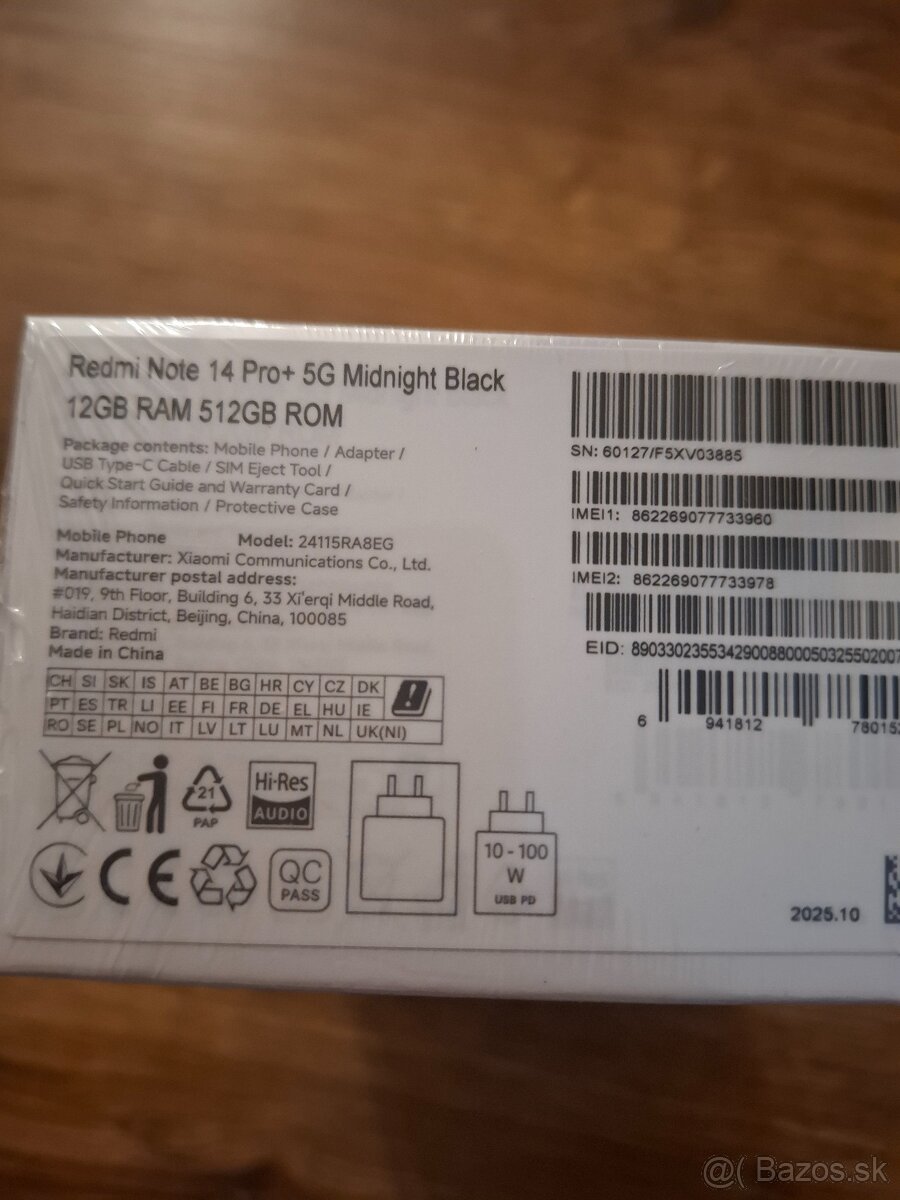 Redmi Note 14 Pro+ 5G Midnight Black
12GB RAM 512GB ROM
Package contents: Mobile Phone / Adapter /
USB Type-C Cable / SIM Eject Tool /
Quick Start Guide and Warranty Card /
Safety Information / Protective Case
Mobile Phone Model: 24115RA8EG
Manufacturer: Xiaomi Communications Co., Ltd.
Manufacturer postal address:
#019, 9th Floor, Building 6, 33 Xi'erqi Middle Road,
Haidian District, Beijing, China, 100085
Brand: Redmi
Made in China
CH SI SK IS AT BE BG HR CY CZ DK
PT ES TR LI EE FI FR DE EL HU IE
RO SE PL NO IT LV LT LU MT NL UK(NI)
21
PAP
Hi-Res
AUDIO
CE
QC
PASS
10 - 100
W
USB PD
SN: 60127/F5XV03885
IMEI1: 862269077733960
IMEI2: 862269077733978
EID: 8903302355342900880005032550200
6 941812 78015
2025.10
@( Bazos.sk